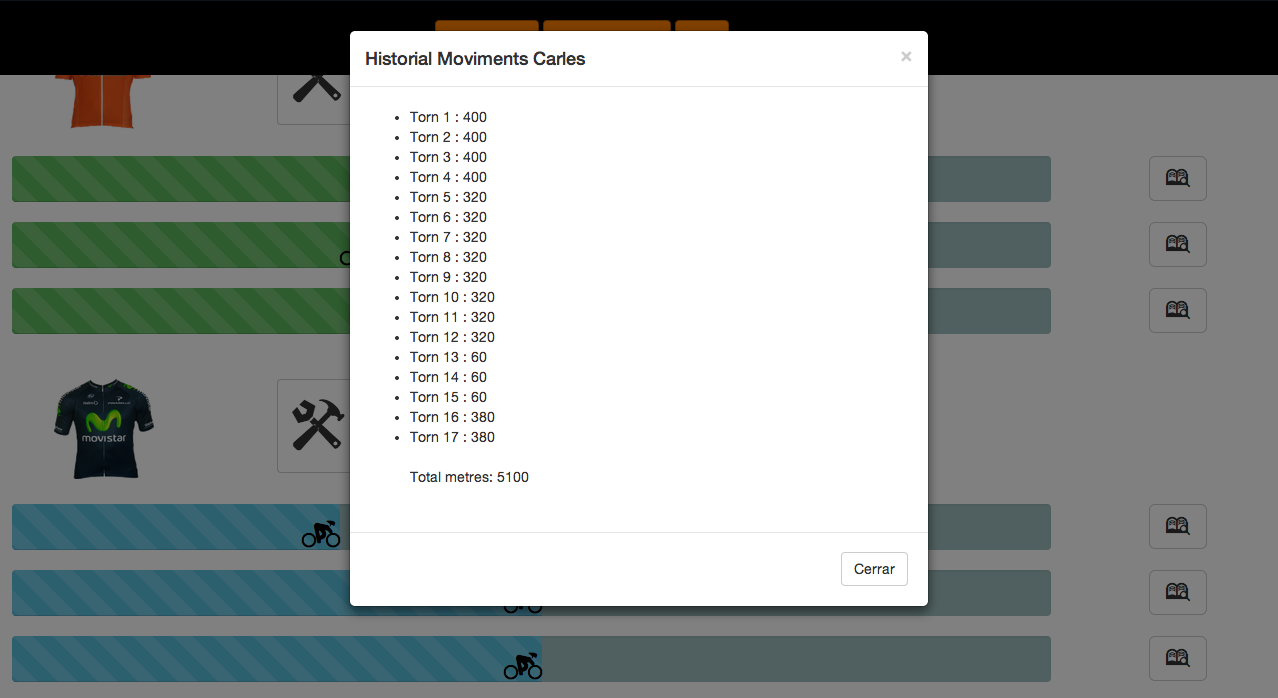 Historial Moviments Carles
×
Torn 1 : 400
Torn 2 : 400
Torn 3 : 400
Torn 4 : 400
Torn 5 : 320
Torn 6 : 320
Torn 7 : 320
Torn 8 : 320
Torn 9 : 320
Torn 10 : 320
Torn 11 : 320
Torn 12 : 320
Torn 13 : 60
Torn 14 : 60
Torn 15 : 60
Torn 16 : 380
Torn 17 : 380
Total metres: 5100
movistar
Cerrar